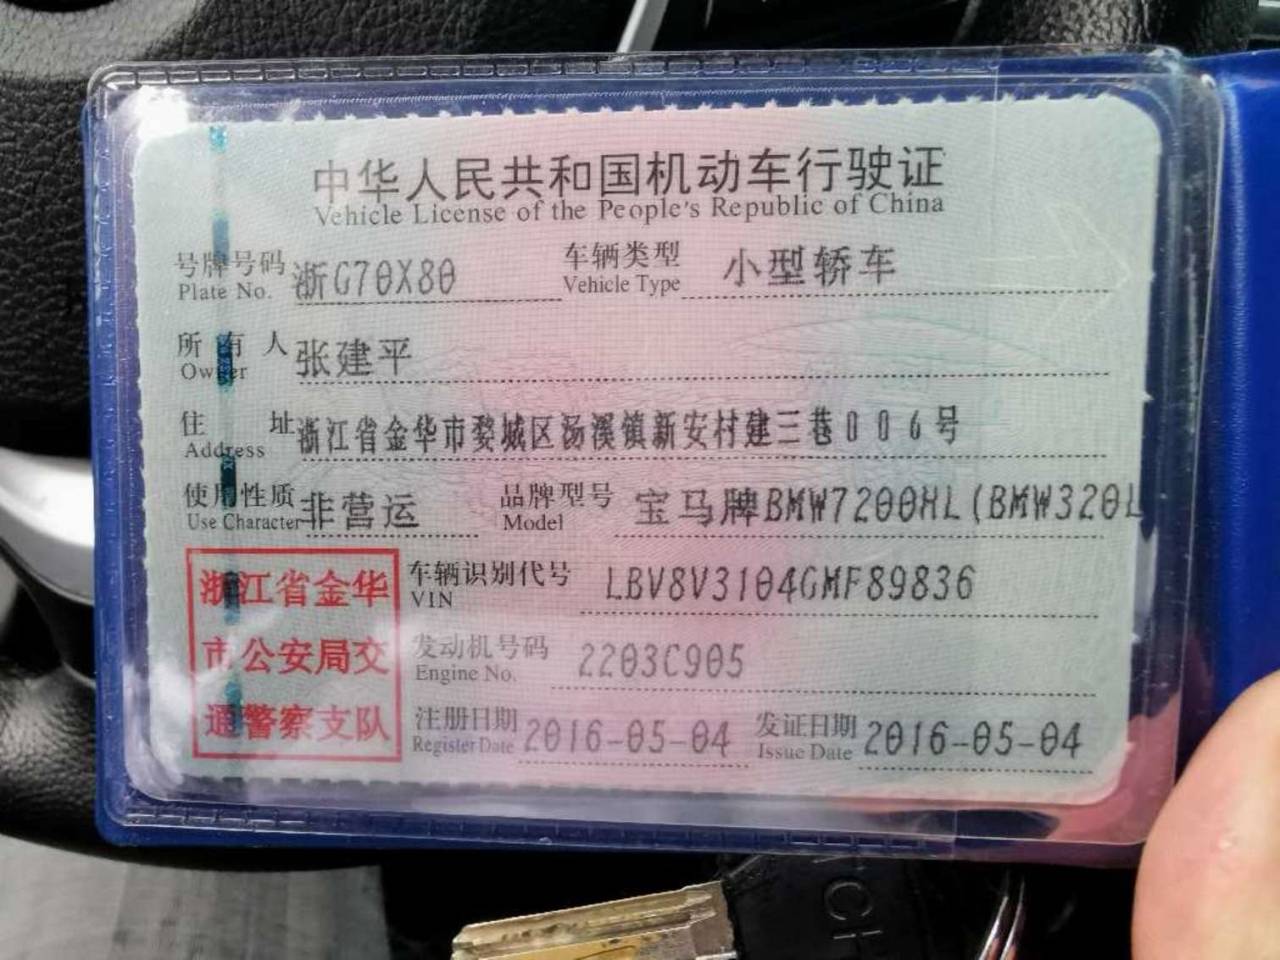 中华人民共和国机动车行驶证
Vehicle License of the People's Republic of China
号牌号码 浙G70X80 车辆类型 小型轿车
Plate No. Vehicle Type
所有人 张建平
Owner
住址 浙江省金华市婺城区汤溪镇新安村建三巷006号
Address
使用性质 非营运 品牌型号 宝马牌BMW7200HL(BMW320L
Use Character Model
浙江省金华
市公安局交
通警察支队
车辆识别代号 LBV8V3104GMF89836
VIN
发动机号码 2203C905
Engine No.
注册日期 2016-05-04 发证日期 2016-05-04
Register Date Issue Date